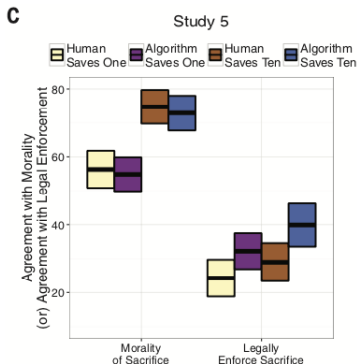 C
Study 5
Human Saves One
Algorithm Saves One
Human Saves Ten
Algorithm Saves Ten
Agreement with Morality
(or) Agreement with Legal Enforcement
80
60
40
20
Morality of Sacrifice
Legally Enforce Sacrifice